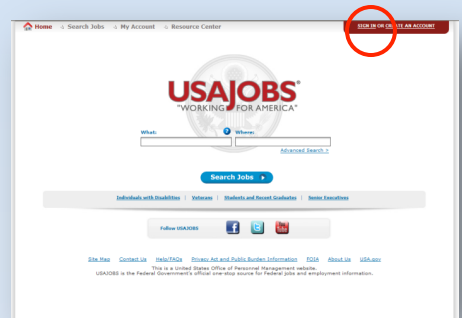 Home Search Jobs My Account Resource Center SIGN IN OR CREATE AN ACCOUNT
USAJOBS®
"WORKING FOR AMERICA"
What: ? Where:
Advanced Search >
Search Jobs
Individuals with Disabilities | Veterans | Students and Recent Graduates | Senior Executives
Follow USAJOBS
Site Map Contact Us Help/FAQs Privacy Act and Public Burden Information FOIA About Us USA.gov
This is a United States Office of Personnel Management website.
USAJOBS is the Federal Government's official one-stop source for Federal jobs and employment information.